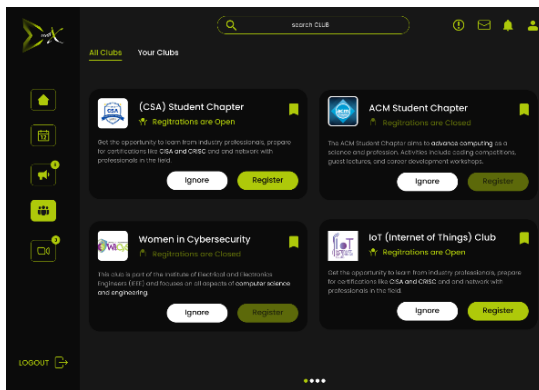 search CLUB
All Clubs
Your Clubs
(CSA) Student Chapter
Regitrations are Open
Get the opportunity to learn from industry professionals, prepare
for certifications like CISA and CRISC and and network with
professionals in the field
Ignore
Register
ACM Student Chapter
Regitrations are Closed
The ACM Student Chapter aims to advance computing as a
science and profession. Activities include coding competitions,
guest lectures, and career development workshops.
Ignore
Register
Women in Cybersecurity
Regitrations are Closed
This club is part of the Institute of Electrical and Electronics
Engineers (IEEE) and focuses on all aspects of computer science
and engineering.
Ignore
Register
IoT (Internet of Things) Club
Regitrations are Open
Get the opportunity to learn from industry professionals, prepare
for certifications like CISA and CRISC and and network with
professionals in the field.
Ignore
Register
LOGOUT